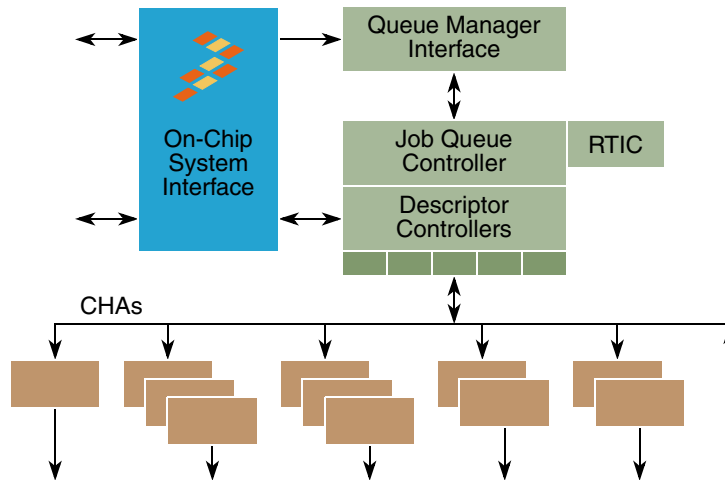 Queue Manager
Interface
On-Chip
System
Interface
Job Queue
Controller
RTIC
Descriptor
Controllers
CHAs